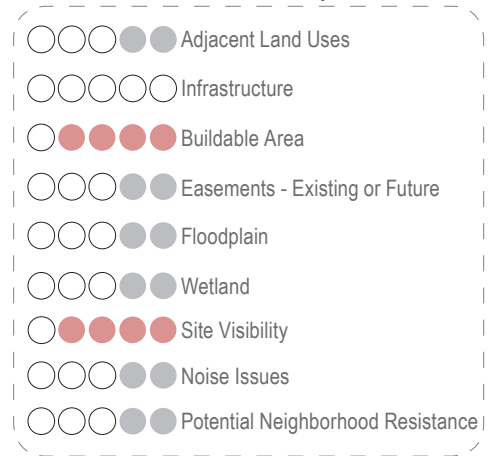 Adjacent Land Uses
Infrastructure
Buildable Area
Easements - Existing or Future
Floodplain
Wetland
Site Visibility
Noise Issues
Potential Neighborhood Resistance